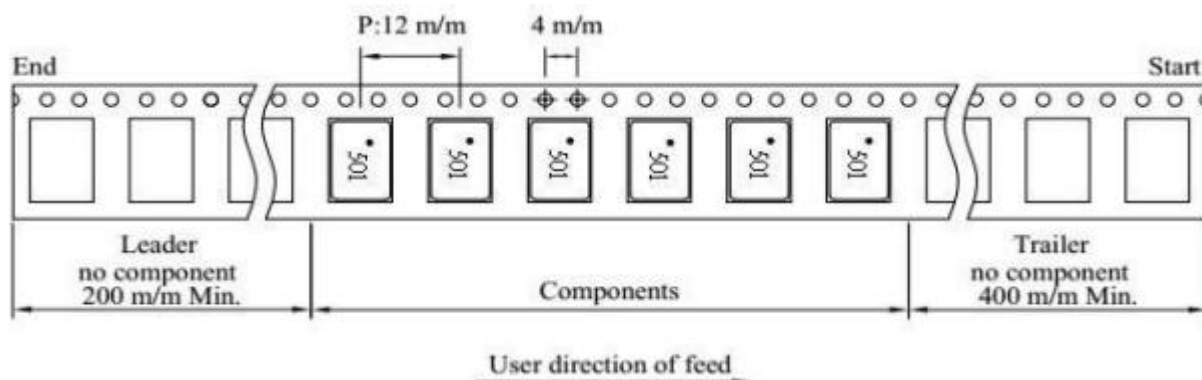 P:12 m/m
4 m/m
End
Start
501
501
501
501
501
501
Leader
no component
200 m/m Min.
Components
Trailer
no component
400 m/m Min.
User direction of feed